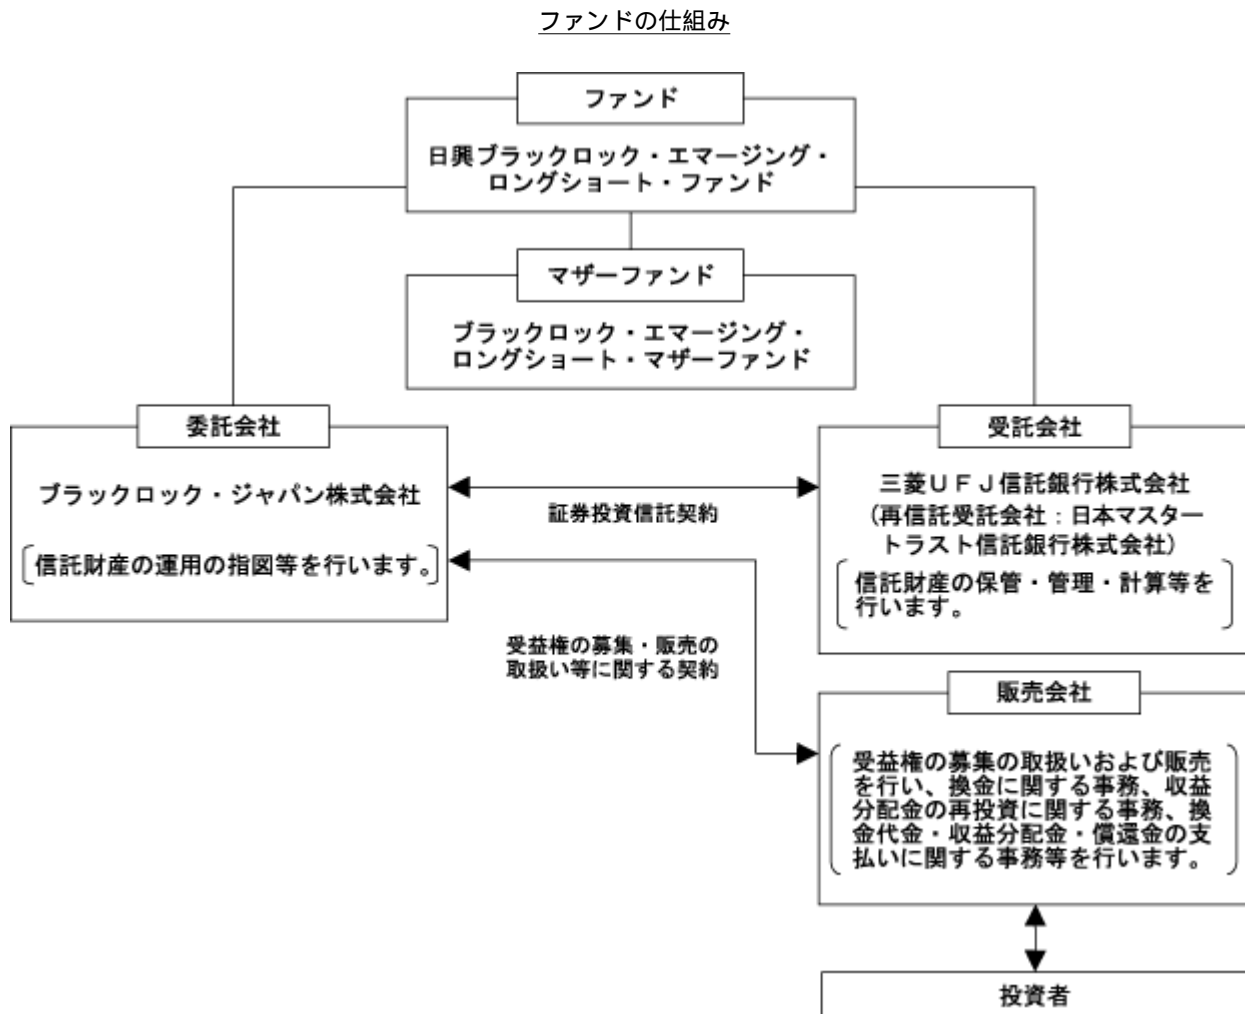 ファンドの仕組み
ファンド
日興ブラックロック・エマージング・
ロングショート・ファンド
マザーファンド
ブラックロック・エマージング・
ロングショート・マザーファンド
委託会社
ブラックロック・ジャパン株式会社
信託財産の運用の指図等を行います。
証券投資信託契約
受託会社
三菱ＵＦＪ信託銀行株式会社
(再信託受託会社：日本マスター
トラスト信託銀行株式会社)
信託財産の保管・管理・計算等を
行います。
受益権の募集・販売の
取扱い等に関する契約
販売会社
受益権の募集の取扱いおよび販売
を行い、換金に関する事務、収益
分配金の再投資に関する事務、換
金代金・収益分配金・償還金の支
払いに関する事務等を行います。
投資者